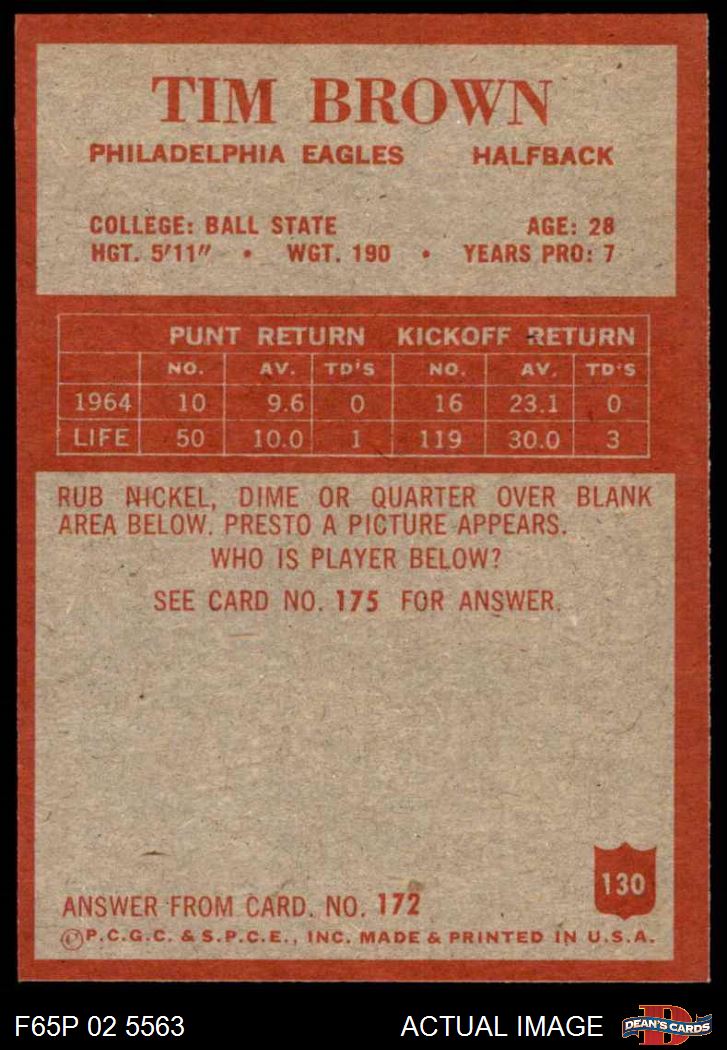 TIM BROWN
PHILADELPHIA EAGLES HALFBACK
COLLEGE: BALL STATE AGE: 28
HGT. 5'11" • WGT. 190 • YEARS PRO: 7
PUNT RETURN KICKOFF RETURN
NO. AV. TD'S NO. AV. TD'S
1964 10 9.6 0 16 23.1 0
LIFE 50 10.0 1 119 30.0 3
RUB NICKEL, DIME OR QUARTER OVER BLANK
AREA BELOW. PRESTO A PICTURE APPEARS.
WHO IS PLAYER BELOW?
SEE CARD NO. 175 FOR ANSWER.
130
ANSWER FROM CARD. NO. 172
©P.C.G.C. & S.P.C.E., INC. MADE & PRINTED IN U.S.A.
F65P 02 5563 ACTUAL IMAGE D DEAN'S CARDS